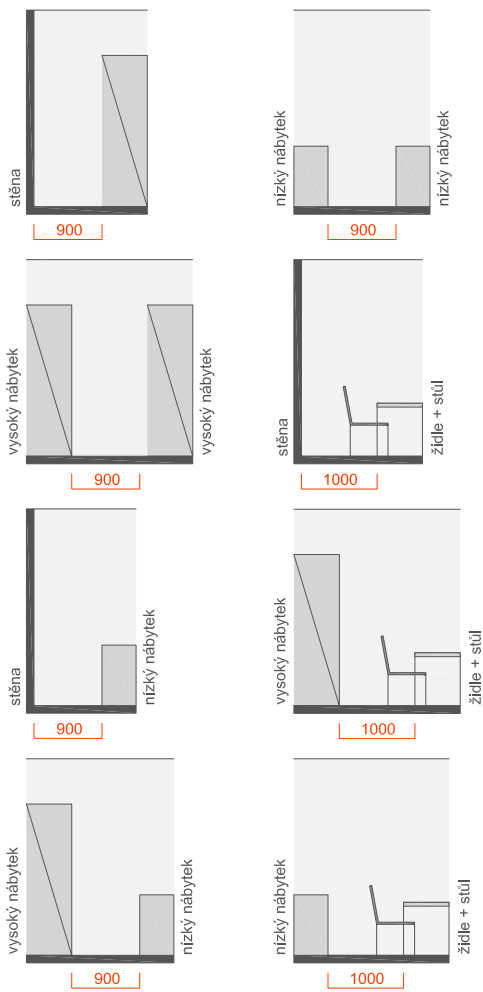 stěna
900
nízký nábytek
900
nízký nábytek
vysoký nábytek
900
vysoký nábytek
stěna
1000
židle + stůl
stěna
900
nízký nábytek
vysoký nábytek
1000
židle + stůl
vysoký nábytek
900
nízký nábytek
nízký nábytek
1000
židle + stůl